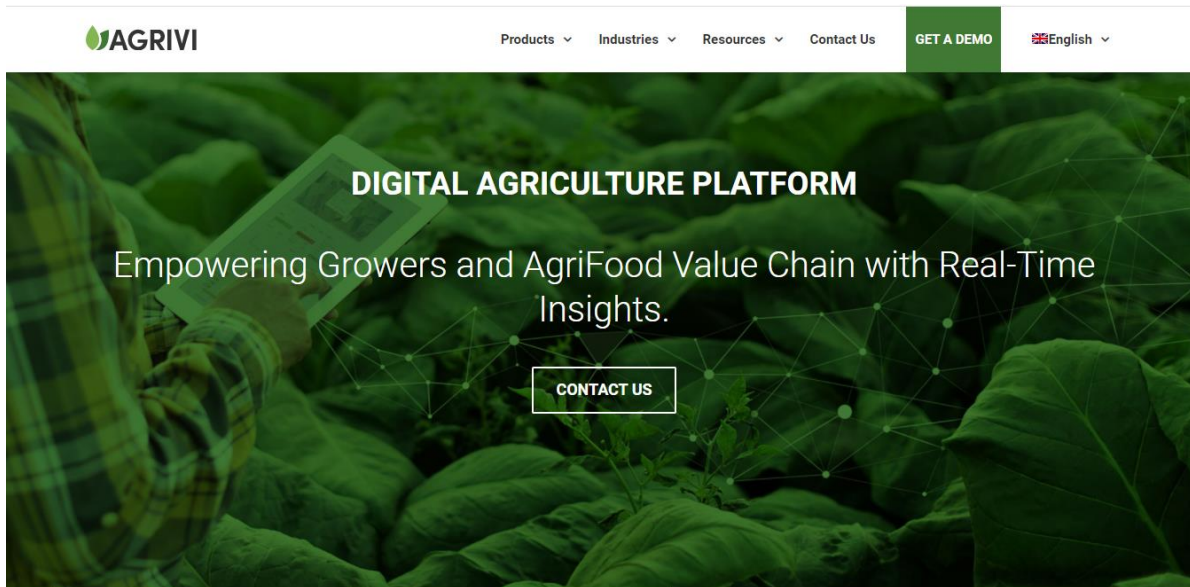 AGRIVI
Products
Industries
Resources
Contact Us
GET A DEMO
English
DIGITAL AGRICULTURE PLATFORM
Empowering Growers and AgriFood Value Chain with Real-Time
Insights.
CONTACT US